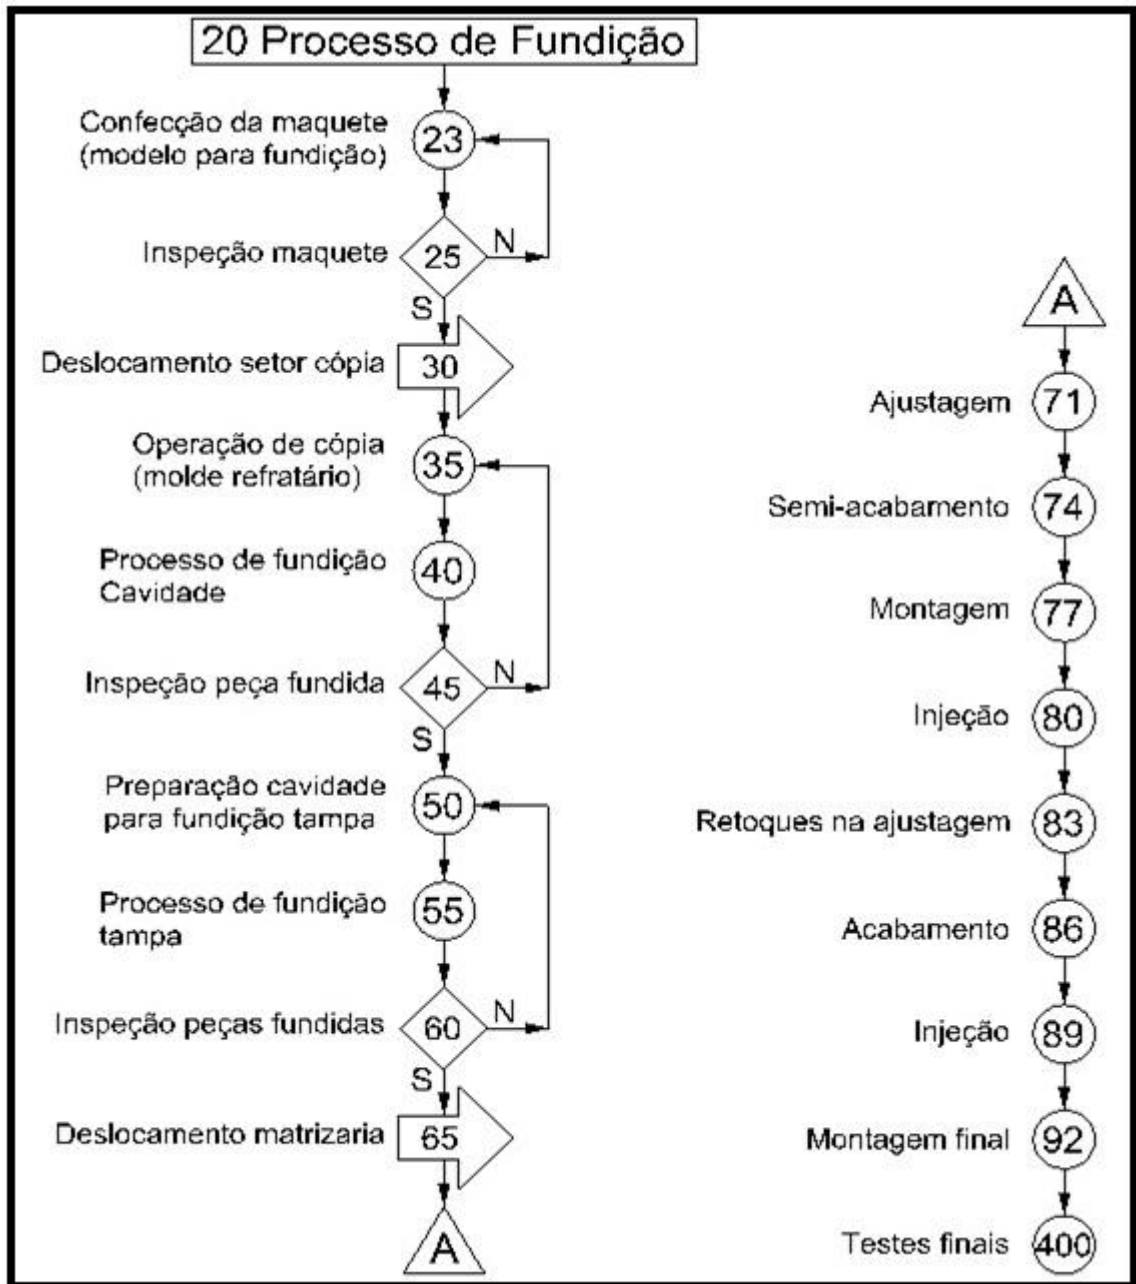 20 Processo de Fundição
Confecção da maquete
(modelo para fundição)
23
Inspeção maquete
25
N
S
Deslocamento setor cópia
30
Operação de cópia
(molde refratário)
35
Processo de fundição
Cavidade
40
Inspeção peça fundida
45
N
S
Preparação cavidade
para fundição tampa
50
Processo de fundição
tampa
55
Inspeção peças fundidas
60
N
S
Deslocamento matrizaria
65
A
A
Ajustagem
71
Semi-acabamento
74
Montagem
77
Injeção
80
Retoques na ajustagem
83
Acabamento
86
Injeção
89
Montagem final
92
Testes finais
400